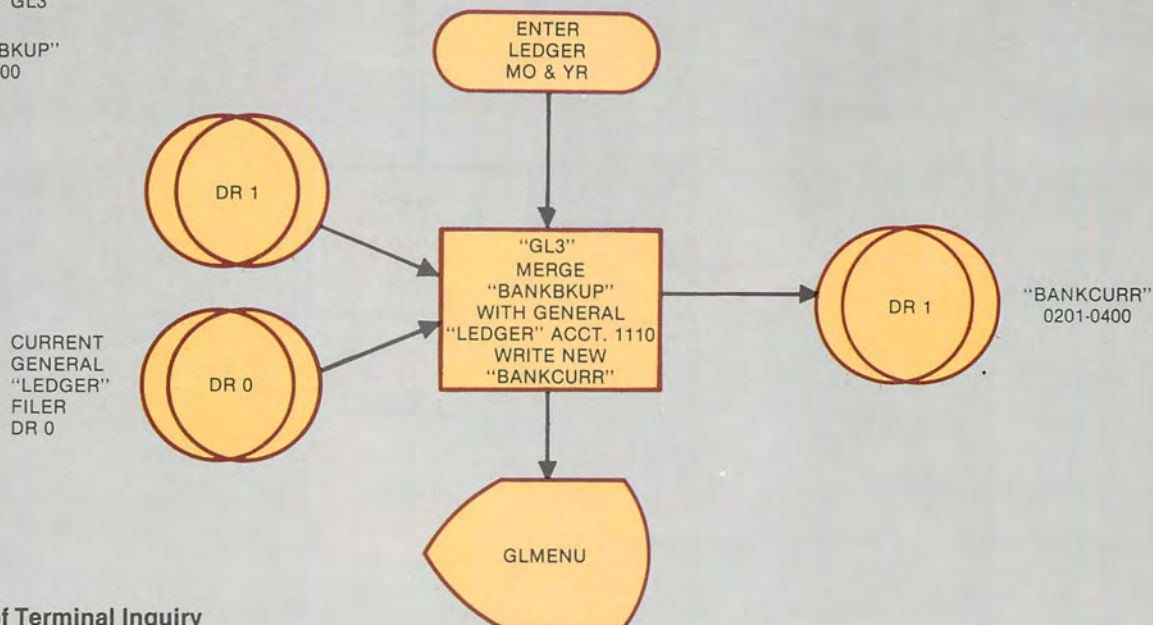 GL3
BKUP"
00
ENTER
LEDGER
MO & YR
DR 1
"GL3"
MERGE
"BANKBKUP"
WITH GENERAL
"LEDGER" ACCT. 1110
WRITE NEW
"BANKCURR"
DR 1
"BANKCURR"
0201-0400
CURRENT
GENERAL
"LEDGER"
FILER
DR 0
DR 0
GLMENU
of Terminal Inquiry